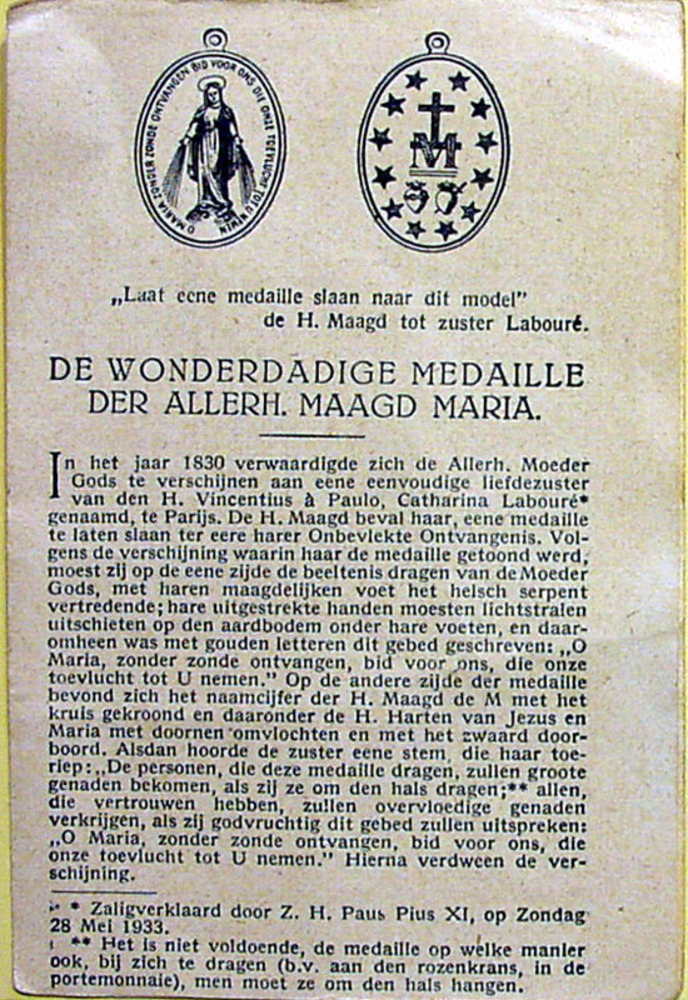 O MARIA ZONDER ZONDE ONTVANGEN BID VOOR ONS DIE ONZE TOEVLUCHT TOT U NEMEN
M
„Laat eene medaille slaan naar dit model”
de H. Maagd tot zuster Labouré.
DE WONDERDADIGE MEDAILLE
DER ALLERH. MAAGD MARIA.
In het jaar 1830 verwaardigde zich de Allerh. Moeder
Gods te verschijnen aan eene eenvoudige liefdezuster
van den H. Vincentius à Paulo, Catharina Labouré*
genaamd, te Parijs. De H. Maagd beval haar, eene medaille
te laten slaan ter eere harer Onbevlekte Ontvangenis. Vol-
gens de verschijning waarin haar de medaille getoond werd,
moest zij op de eene zijde de beeltenis dragen van de Moeder
Gods, met haren maagdelijken voet het helsch serpent
vertredende; hare uitgestrekte handen moesten lichtstralen
uitschieten op den aardbodem onder hare voeten, en daar-
omheen was met gouden letteren dit gebed geschreven: „O
Maria, zonder zonde ontvangen, bid voor ons, die onze
toevlucht tot U nemen.” Op de andere zijde der medaille
bevond zich het naamcijfer der H. Maagd de M met het
kruis gekroond en daaronder de H. Harten van Jezus en
Maria met doornen omvlochten en met het zwaard door-
boord. Alsdan hoorde de zuster eene stem, die haar toe-
riep: „De personen, die deze medaille dragen, zullen groote
genaden bekomen, als zij ze om den hals dragen;** allen,
die vertrouwen hebben, zullen overvloedige genaden
verkrijgen, als zij godvruchtig dit gebed zullen uitspreken:
„O Maria, zonder zonde ontvangen, bid voor ons, die
onze toevlucht tot U nemen.” Hierna verdween de ver-
schijning.
* Zaligverklaard door Z. H. Paus Pius XI, op Zondag
28 Mei 1933.
** Het is niet voldoende, de medaille op welke manier
ook, bij zich te dragen (b.v. aan den rozenkrans, in de
portemonnaie), men moet ze om den hals hangen.